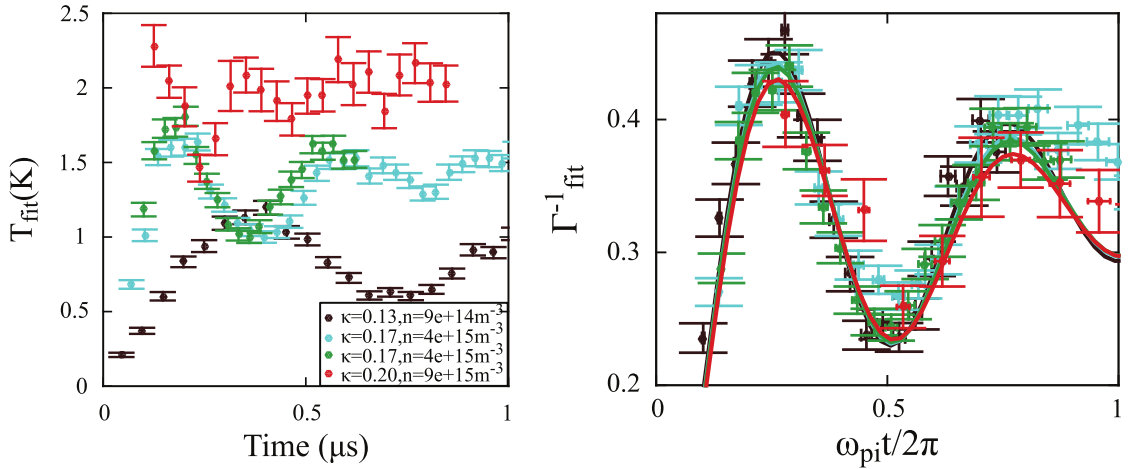 2.5
2
1.5
1
0.5
0
T_fit(K)
κ=0.13,n=9e+14m⁻³
κ=0.17,n=4e+15m⁻³
κ=0.17,n=4e+15m⁻³
κ=0.20,n=9e+15m⁻³
0 0.5 1
Time (μs)
0.4
0.3
0.2
Γ⁻¹_fit
0 0.5 1
ω_pi t/2π